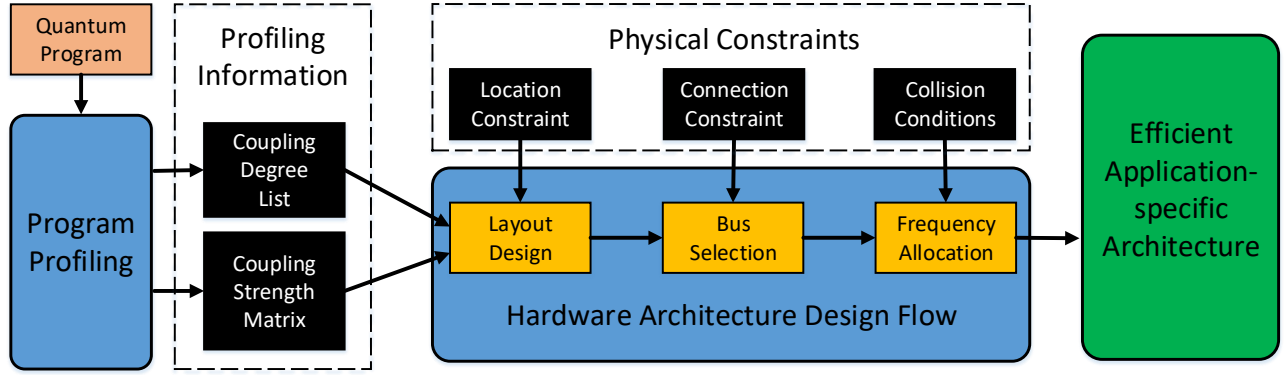 Quantum
Program
Program
Profiling
Profiling
Information
Coupling
Degree
List
Coupling
Strength
Matrix
Physical Constraints
Location
Constraint
Connection
Constraint
Collision
Conditions
Layout
Design
Bus
Selection
Frequency
Allocation
Hardware Architecture Design Flow
Efficient
Application-
specific
Architecture